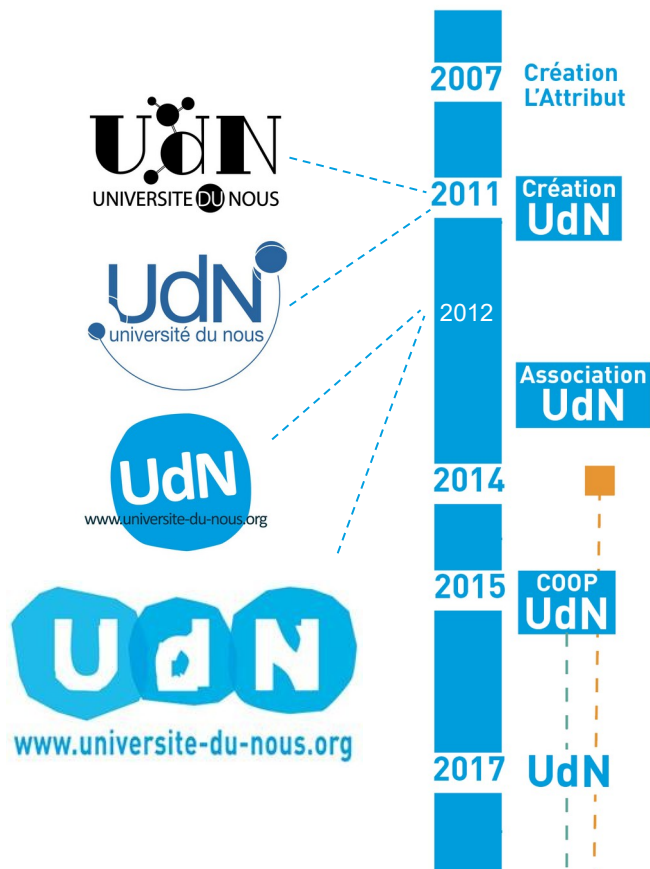 UdN
UNIVERSITE DU NOUS
UdN
université du nous
UdN
www.universite-du-nous.org
UdN
www.universite-du-nous.org
2007
Création
L'Attribut
2011
Création
UdN
2012
Association
UdN
2014
2015
COOP
UdN
2017
UdN